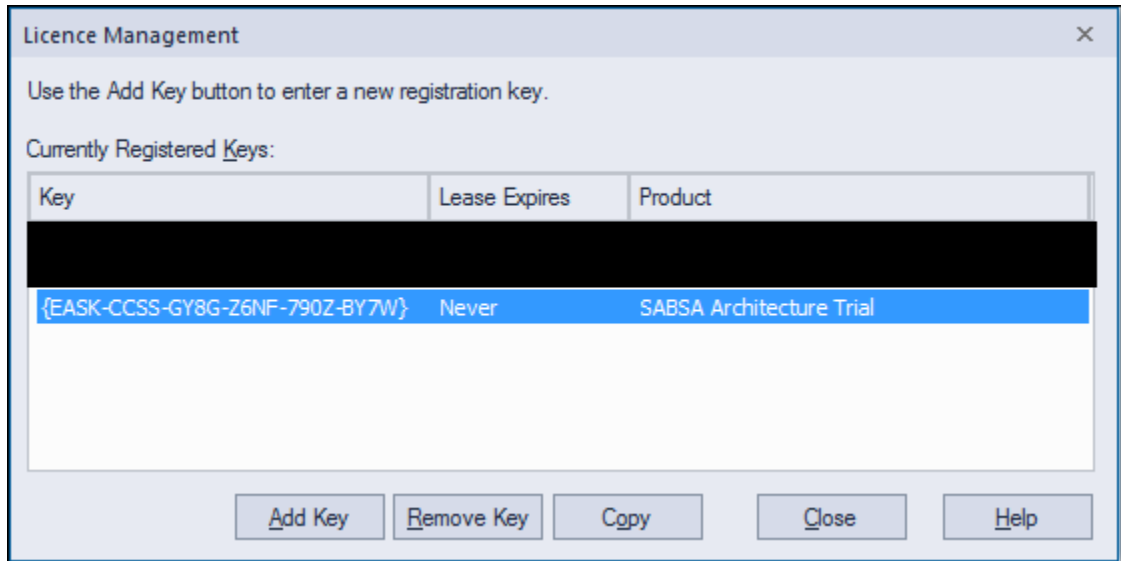 Licence Management
Use the Add Key button to enter a new registration key.
Currently Registered Keys:
Key Lease Expires Product
{EASK-CCSS-GY8G-Z6NF-790Z-BY7W} Never SABSA Architecture Trial
Add Key Remove Key Copy Close Help